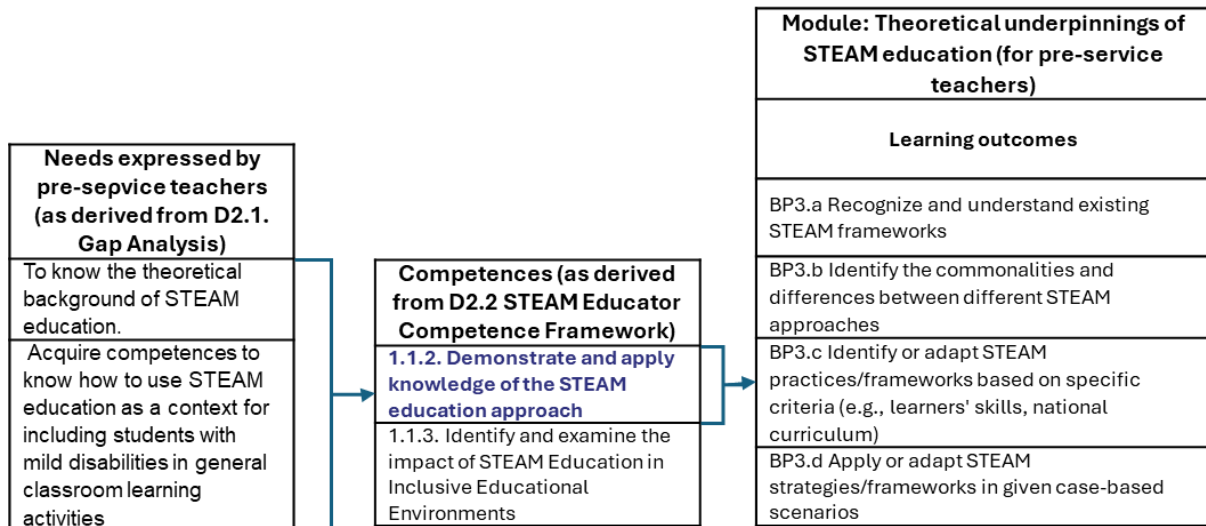 Needs expressed by
pre-seρvice teachers
(as derived from D2.1.
Gap Analysis)
To know the theoretical
background of STEAM
education.
Acquire competences to
know how to use STEAM
education as a context for
including students with
mild disabilities in general
classroom learning
activities
Competences (as derived
from D2.2 STEAM Educator
Competence Framework)
1.1.2. Demonstrate and apply
knowledge of the STEAM
education approach
1.1.3. Identify and examine the
impact of STEAM Education in
Inclusive Educational
Environments
Module: Theoretical underpinnings of
STEAM education (for pre-service
teachers)
Learning outcomes
BP3.a Recognize and understand existing
STEAM frameworks
BP3.b Identify the commonalities and
differences between different STEAM
approaches
BP3.c Identify or adapt STEAM
practices/frameworks based on specific
criteria (e.g., learners' skills, national
curriculum)
BP3.d Apply or adapt STEAM
strategies/frameworks in given case-based
scenarios